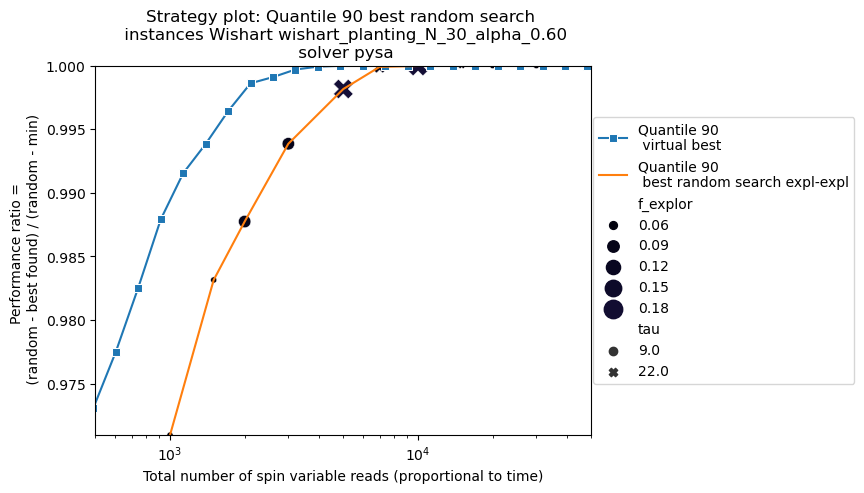 Strategy plot: Quantile 90 best random search
instances Wishart wishart_planting_N_30_alpha_0.60
solver pysa
Performance ratio =
(random - best found) / (random - min)
1.000
0.995
0.990
0.985
0.980
0.975
10³
10⁴
Total number of spin variable reads (proportional to time)
Quantile 90
virtual best
Quantile 90
best random search expl-expl
f_explor
0.06
0.09
0.12
0.15
0.18
tau
9.0
22.0